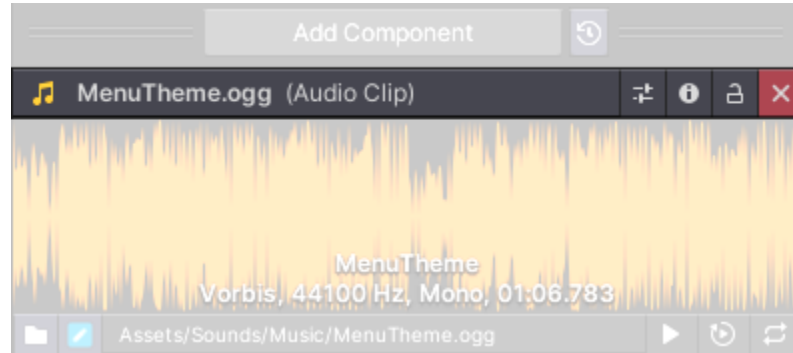 Add Component
MenuTheme.ogg (Audio Clip)
MenuTheme
Vorbis, 44100 Hz, Mono, 01:06.783
Assets/Sounds/Music/MenuTheme.ogg